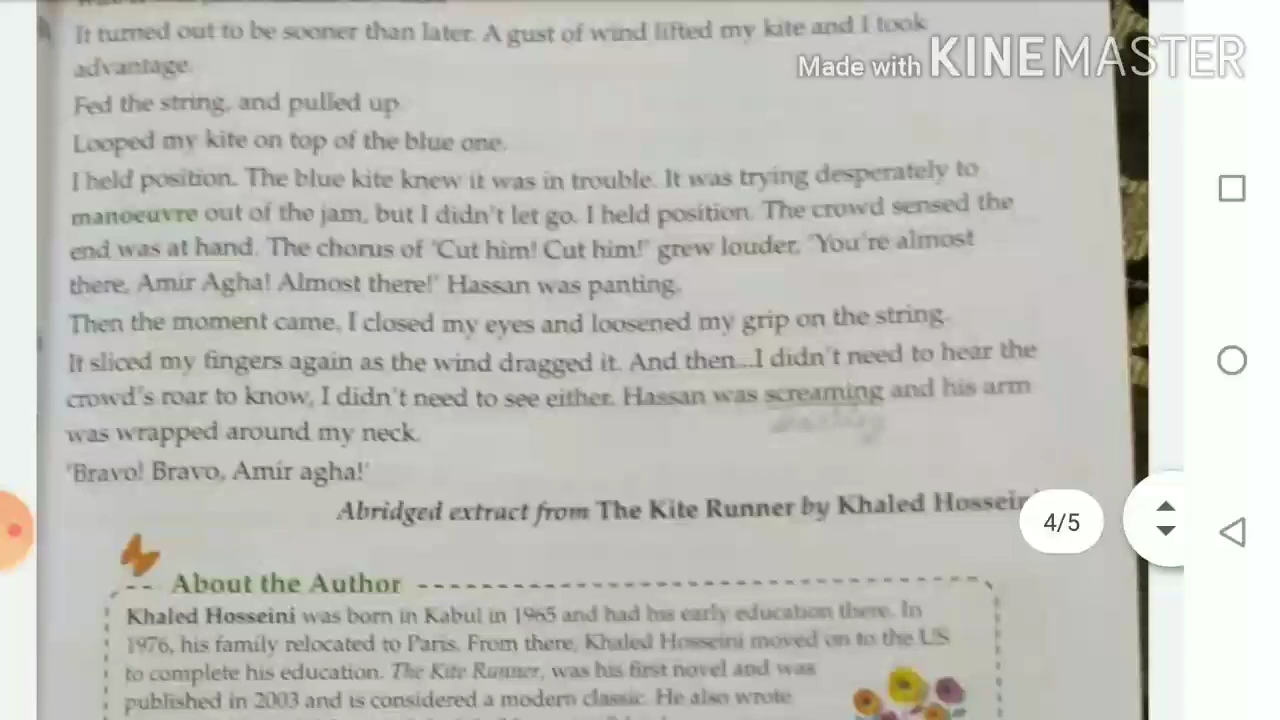 It turned out to be sooner than later. A gust of wind lifted my kite and I took
advantage.
Made with KINEMASTER
Fed the string, and pulled up
Looped my kite on top of the blue one.
I held position. The blue kite knew it was in trouble. It was trying desperately to
manoeuvre out of the jam, but I didn't let go. I held position. The crowd sensed the
end was at hand. The chorus of 'Cut him! Cut him!' grew louder. 'You're almost
there, Amir Agha! Almost there!' Hassan was panting.
Then the moment came, I closed my eyes and loosened my grip on the string.
It sliced my fingers again as the wind dragged it. And then...I didn't need to hear the
crowd's roar to know, I didn't need to see either. Hassan was screaming and his arm
was wrapped around my neck.
'Bravo! Bravo, Amir agha!'
Abridged extract from The Kite Runner by Khaled Hossein
4/5
About the Author
Khaled Hosseini was born in Kabul in 1965 and had his early education there. In
1976, his family relocated to Paris. From there, Khaled Hosseini moved on to the US
to complete his education. The Kite Runner, was his first novel and was
published in 2003 and is considered a modern classic. He also wrote